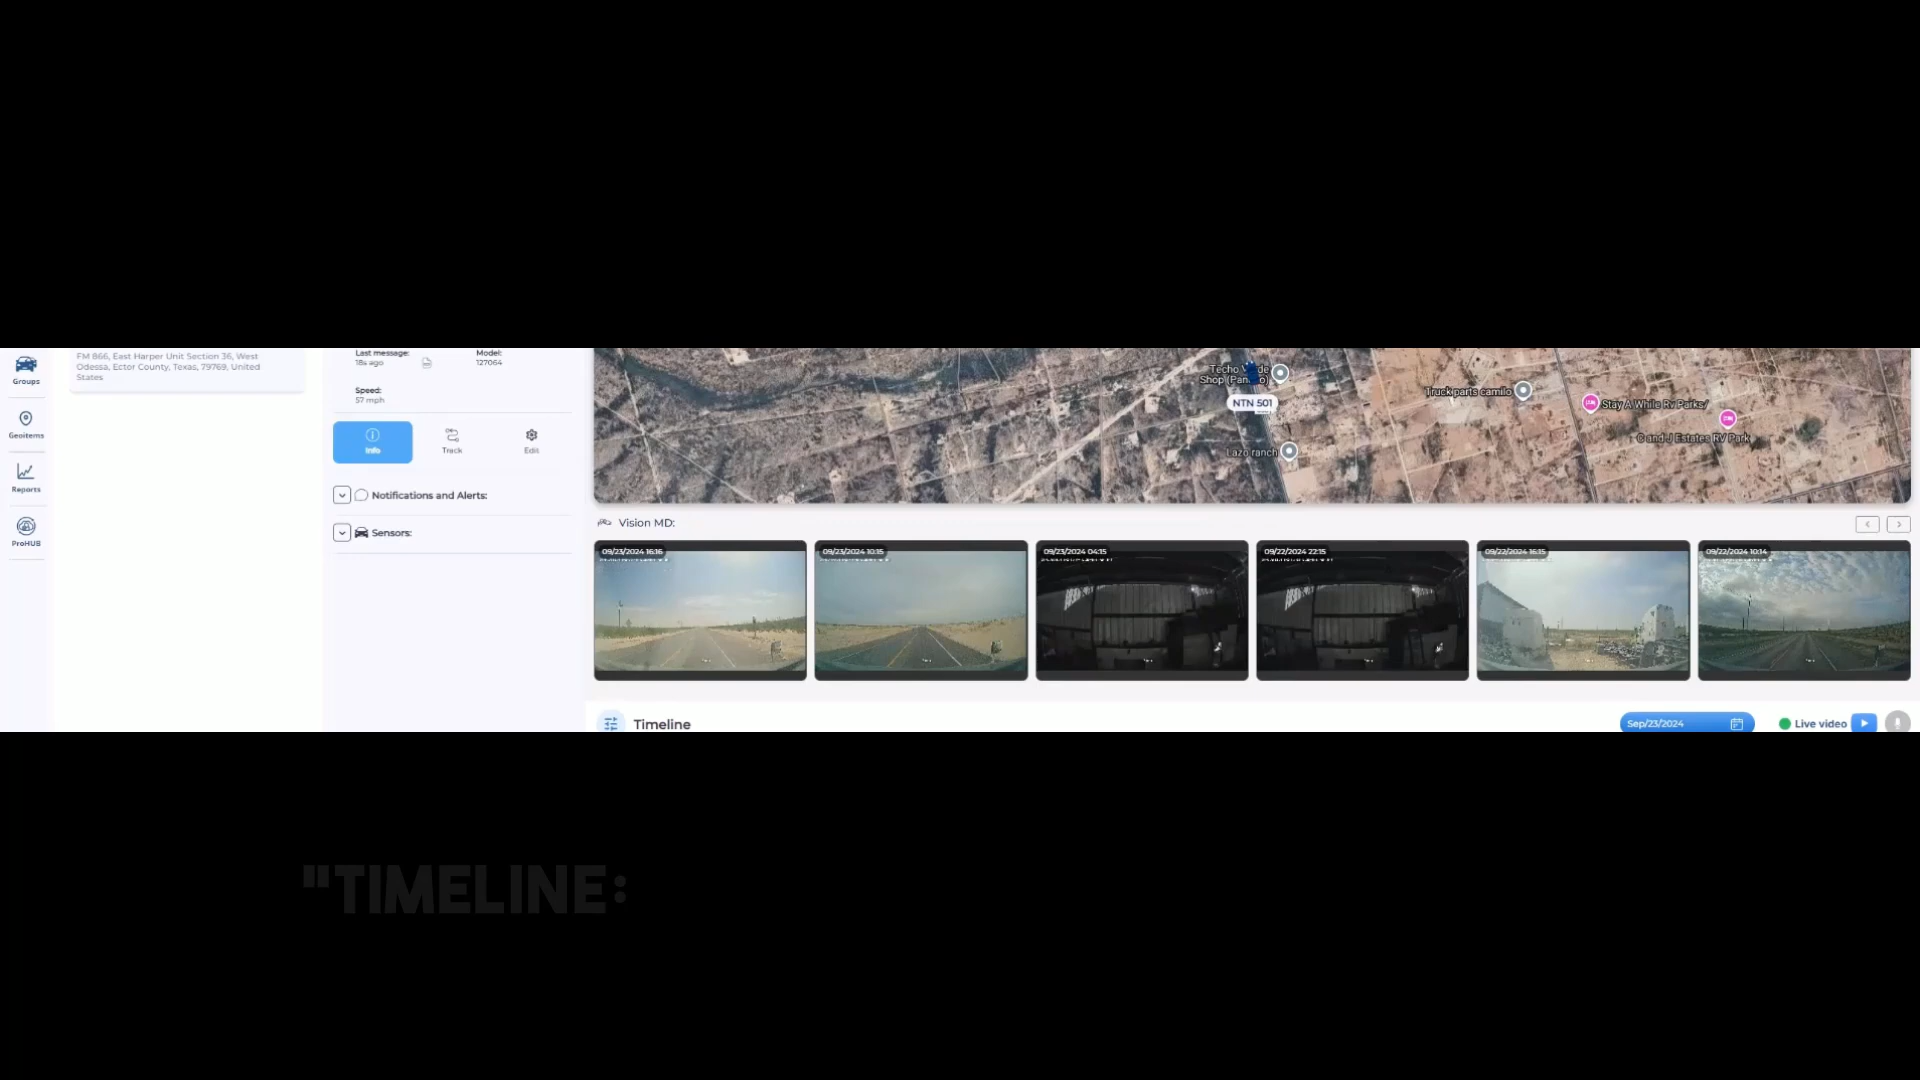 Groups
Geoitems
Reports
ProHUB
FM 866, East Harper Unit Section 36, West
Odessa, Ector County, Texas, 79769, United
States
Last message:
18s ago
Model:
127064
Speed:
57 mph
Info
Track
Edit
Notifications and Alerts:
Sensors:
Shop
NTN 501
Truck parts camilo
Stay A While Rv Parks/
C and J Estates RV Park
Lazo ranch
Vision MD:
09/23/2024 16:16
09/23/2024 10:15
09/23/2024 04:15
09/22/2024 22:15
09/22/2024 16:15
09/22/2024 10:14
Timeline
Sep/23/2024
Live video
"TIMELINE: